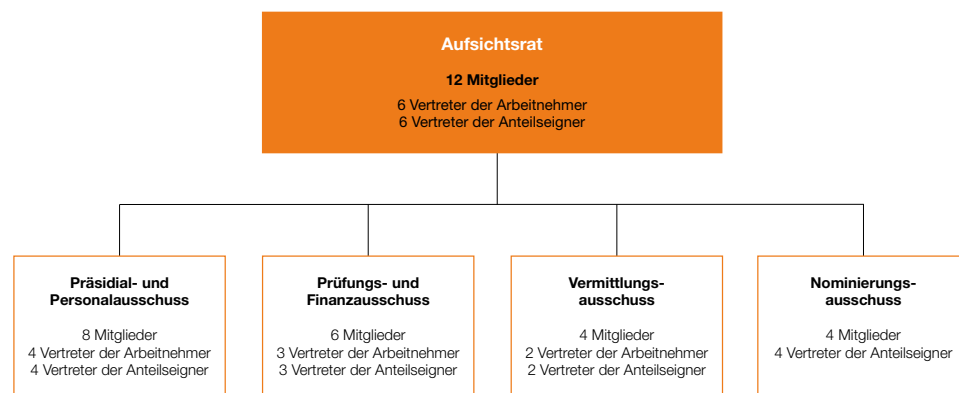 Aufsichtsrat
12 Mitglieder
6 Vertreter der Arbeitnehmer
6 Vertreter der Anteilseigner
Präsidial- und
Personalausschuss
8 Mitglieder
4 Vertreter der Arbeitnehmer
4 Vertreter der Anteilseigner
Prüfungs- und
Finanzausschuss
6 Mitglieder
3 Vertreter der Arbeitnehmer
3 Vertreter der Anteilseigner
Vermittlungs-
ausschuss
4 Mitglieder
2 Vertreter der Arbeitnehmer
2 Vertreter der Anteilseigner
Nominierungs-
ausschuss
4 Mitglieder
4 Vertreter der Anteilseigner